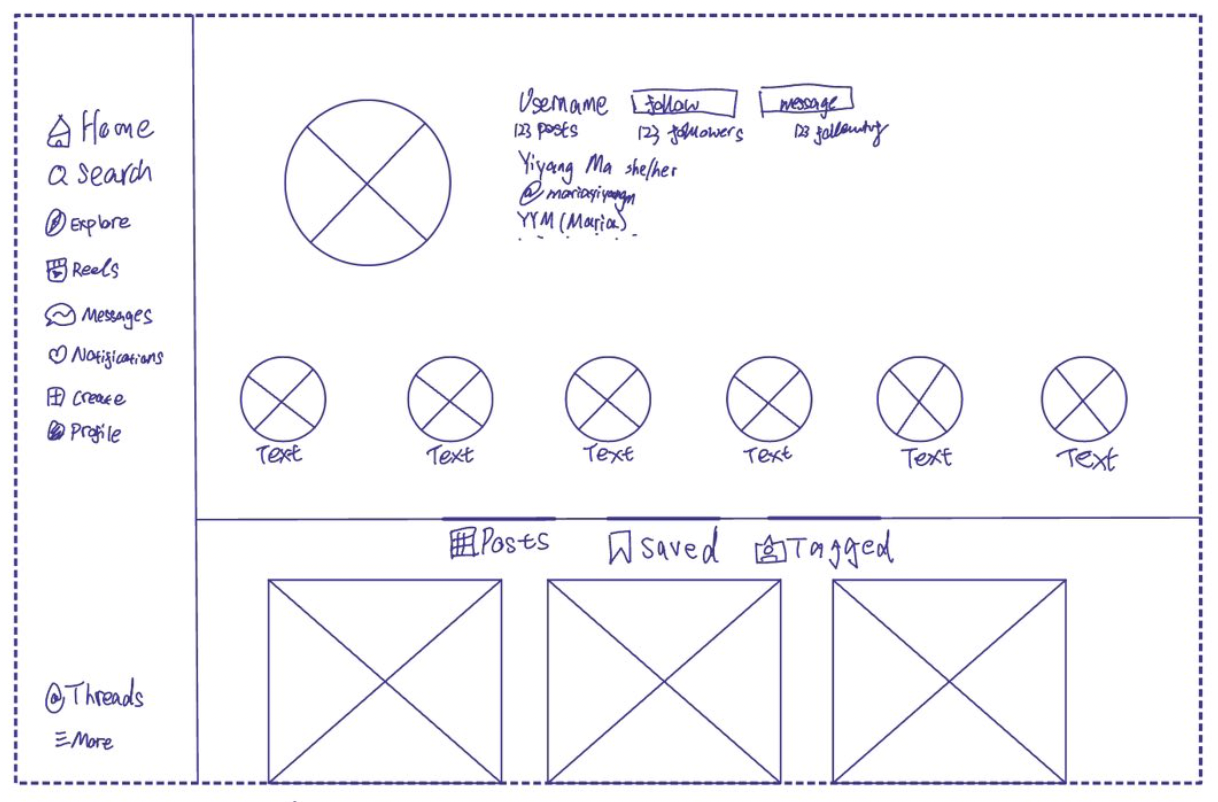 Home
Search
Explore
Reels
Messages
Notifications
Create
Profile
@Threads
More
Username follow message
123 posts 123 followers 123 following
Yiyang Ma she/her
YYM (Maria)
Text Text Text Text Text Text
Posts Saved Tagged